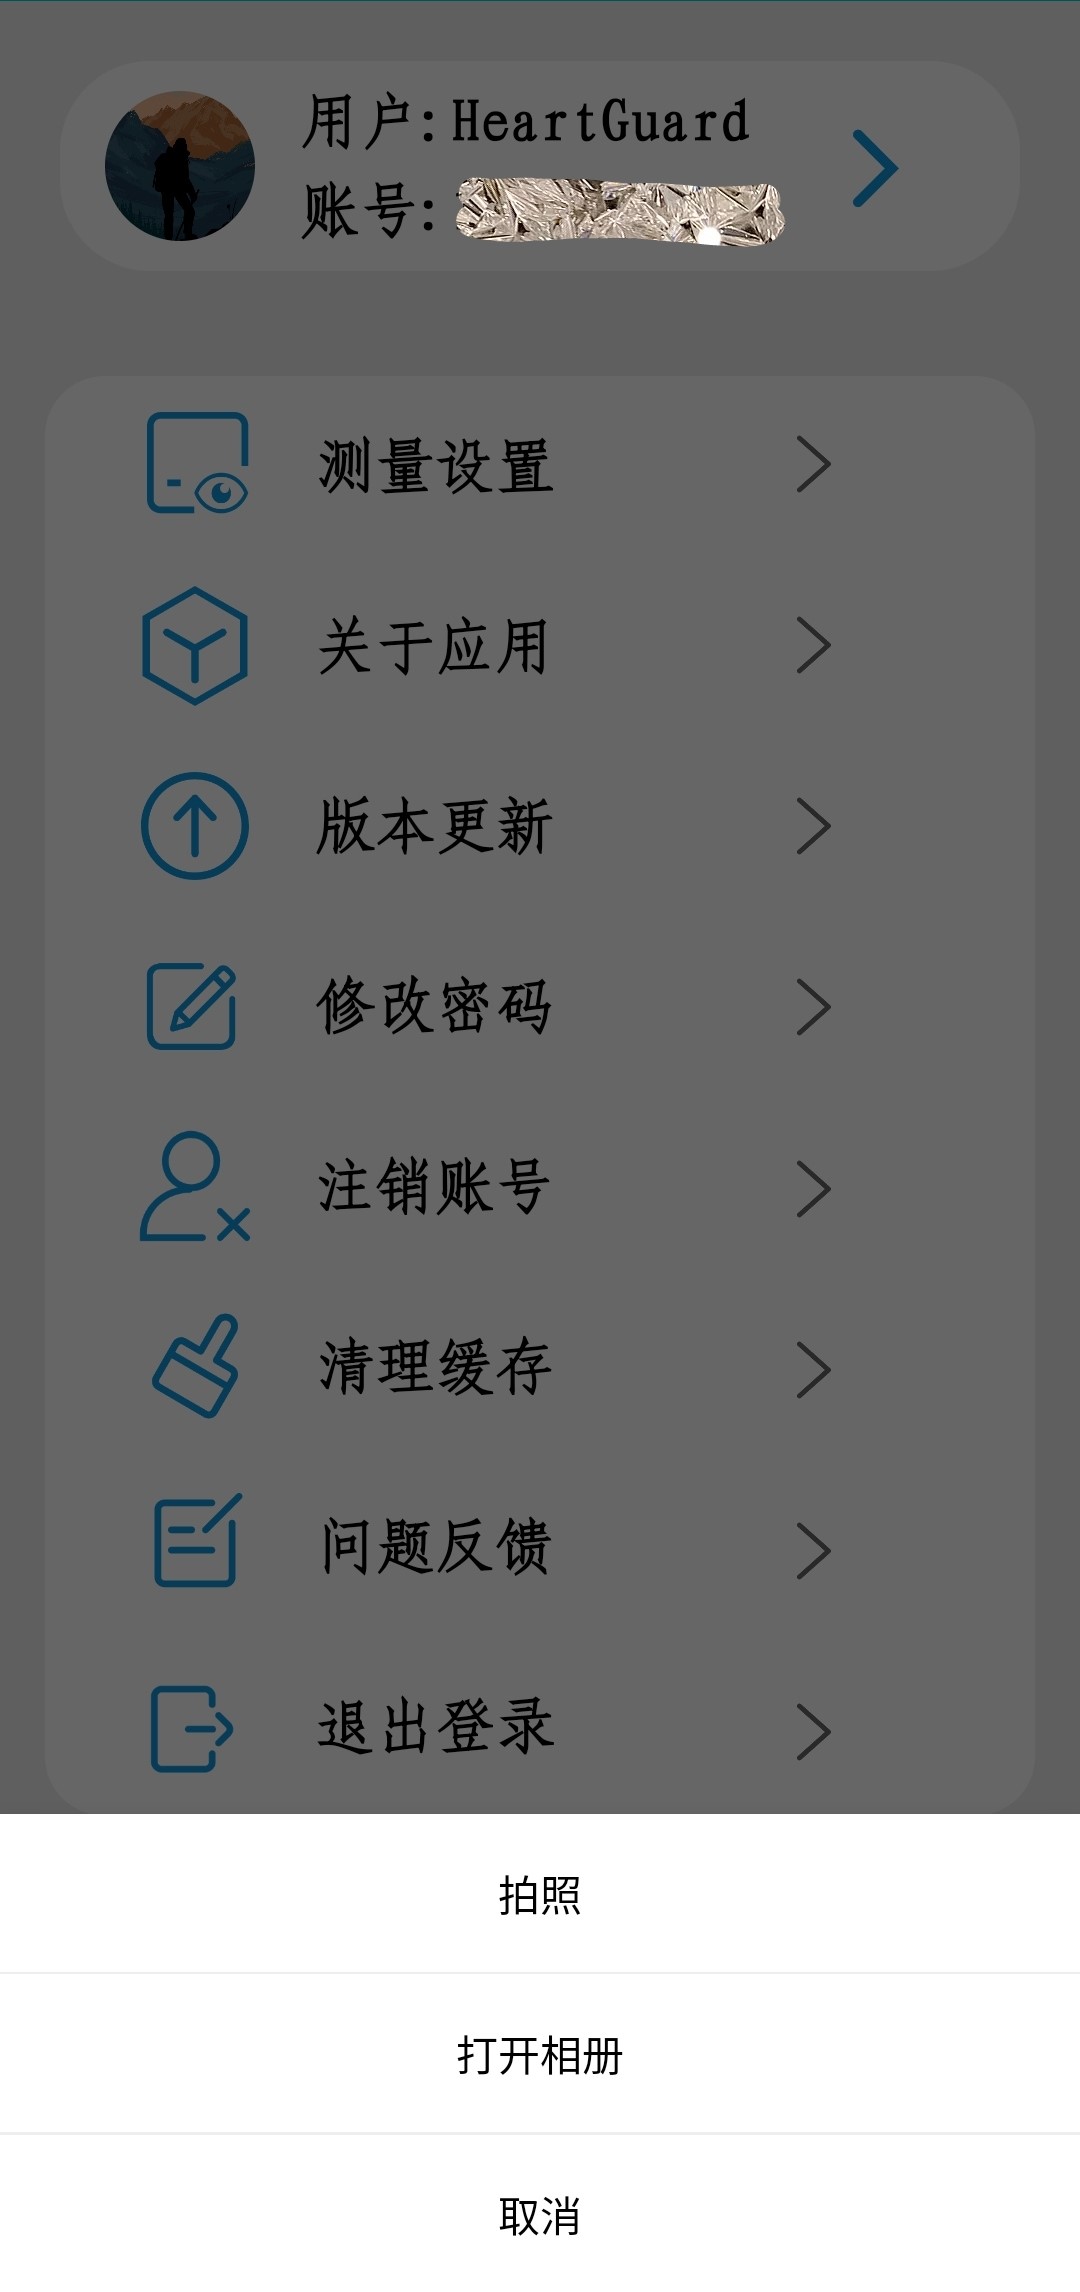 用户:HeartGuard
账号:
测量设置
关于应用
版本更新
修改密码
注销账号
清理缓存
问题反馈
退出登录
拍照
打开相册
取消